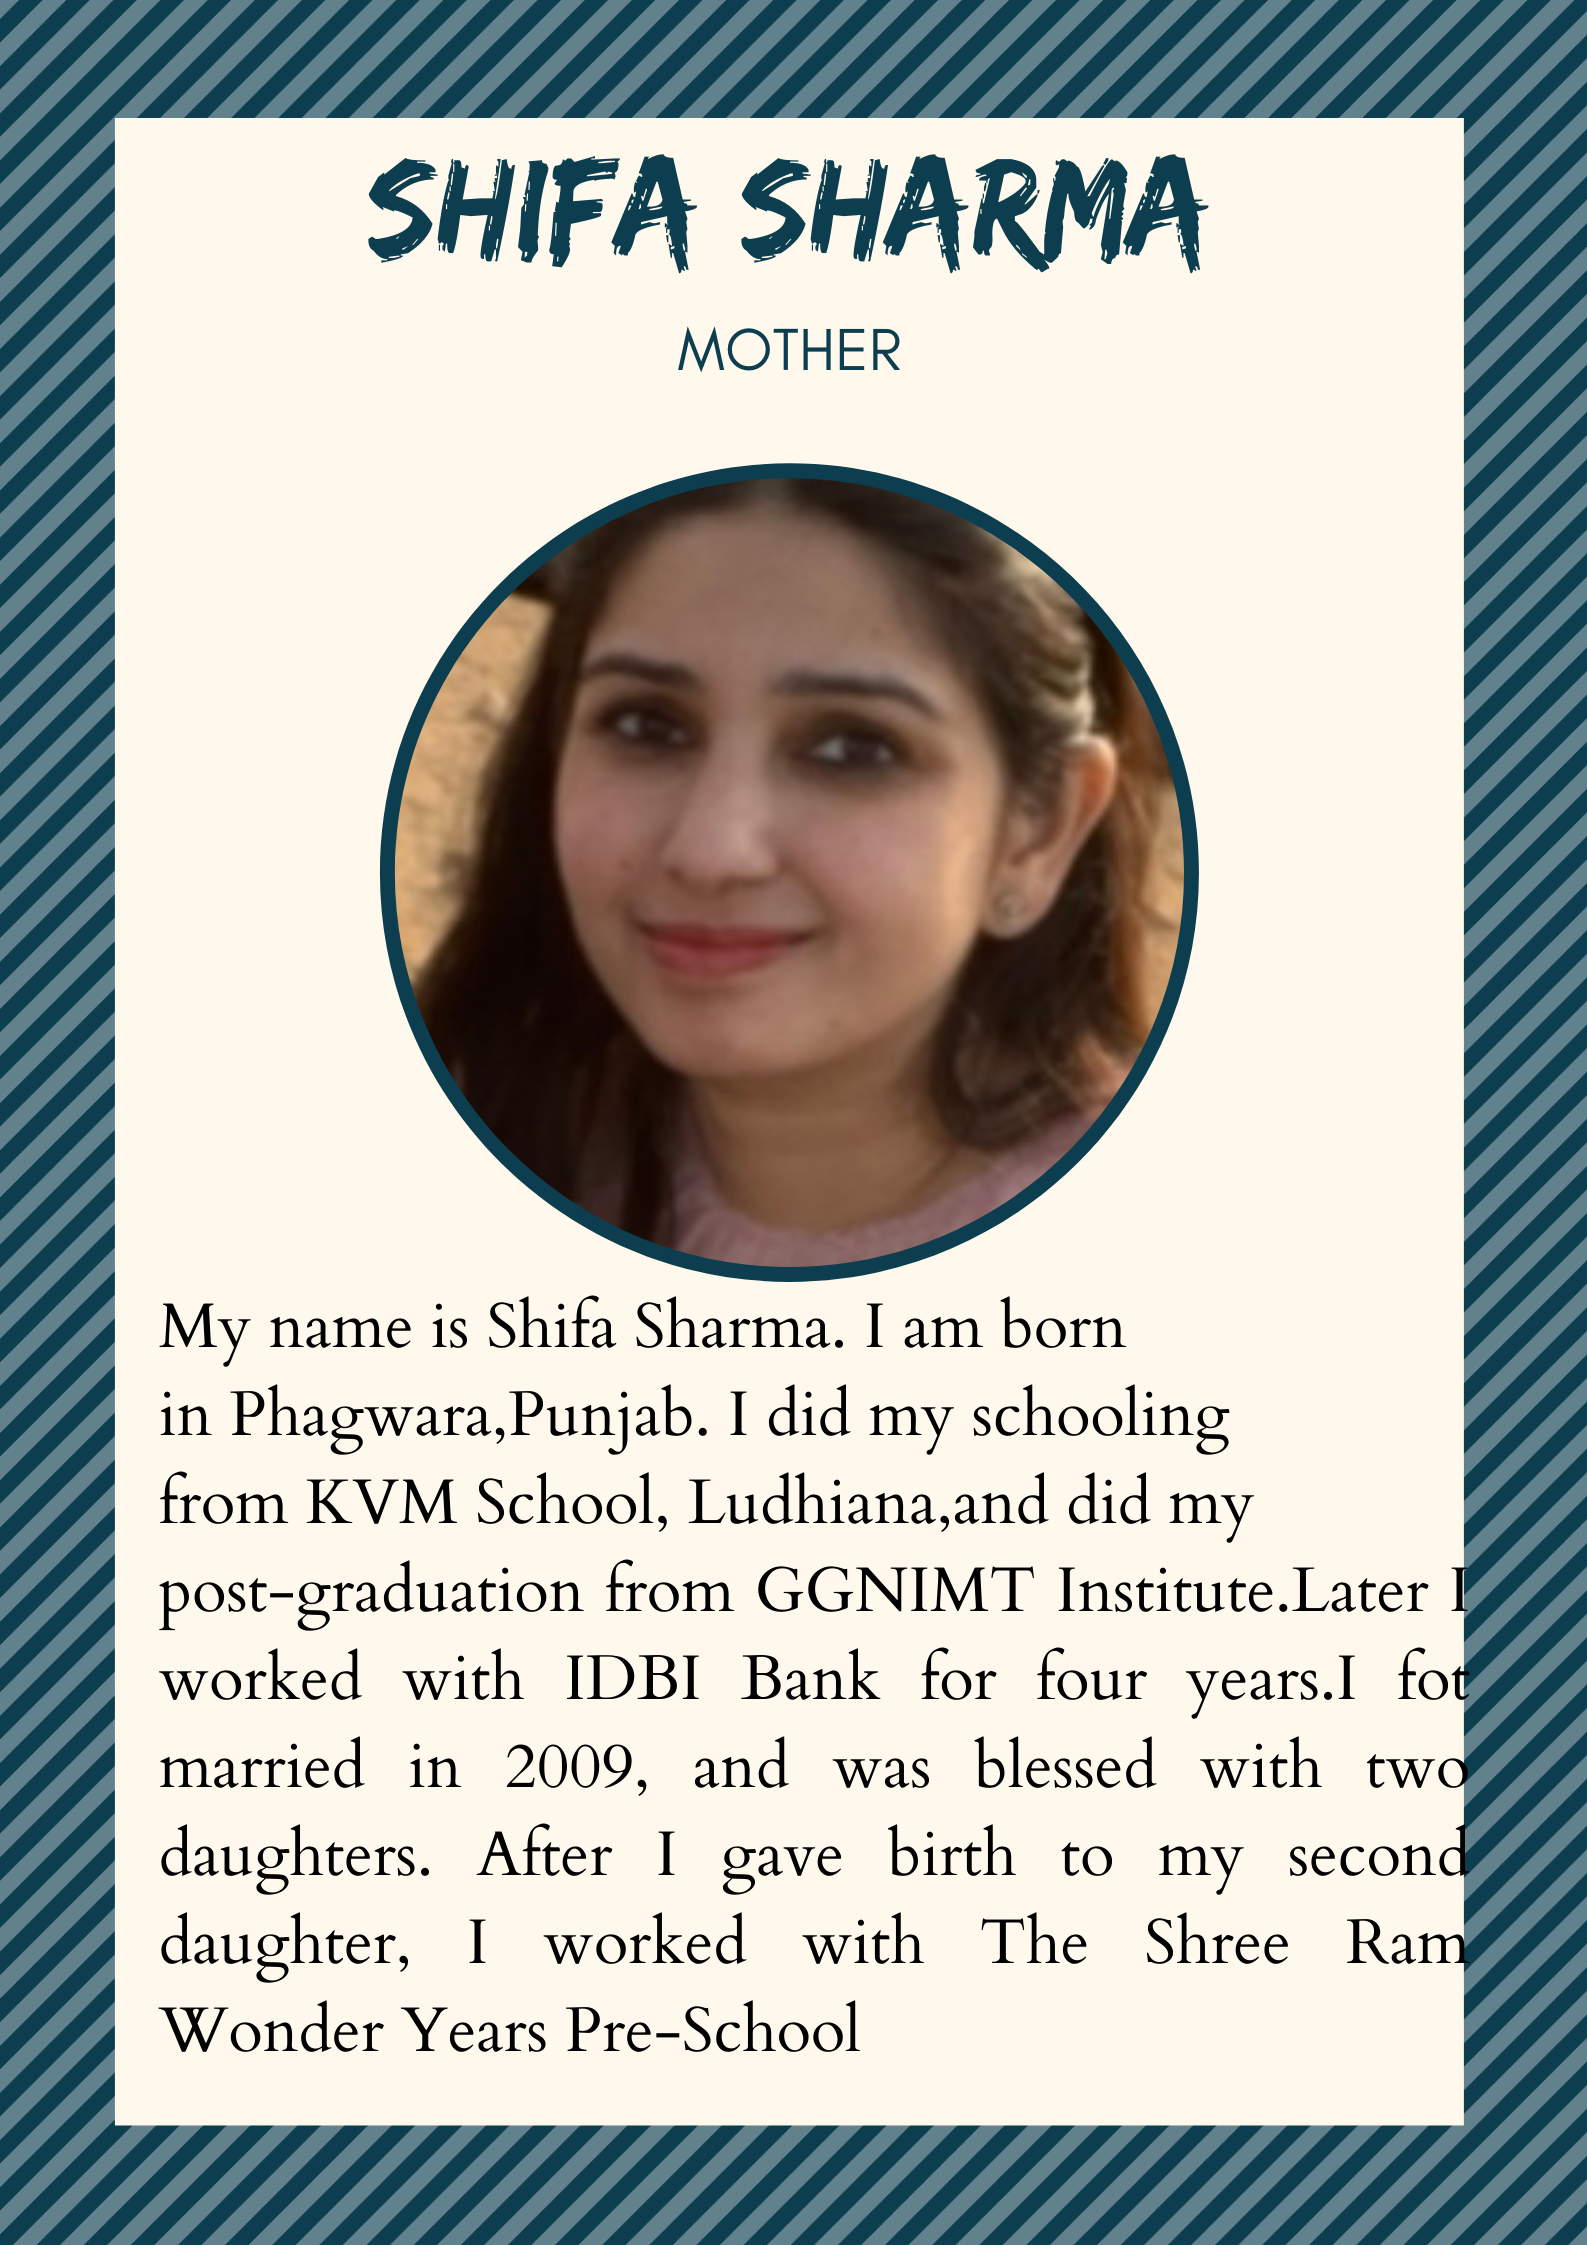 SHIFA SHARMA
MOTHER
My name is Shifa Sharma. I am born
in Phagwara,Punjab. I did my schooling
from KVM School, Ludhiana,and did my
post-graduation from GGNIMT Institute.Later I
worked with IDBI Bank for four years.I fot
married in 2009, and was blessed with two
daughters. After I gave birth to my second
daughter, I worked with The Shree Ram
Wonder Years Pre-School